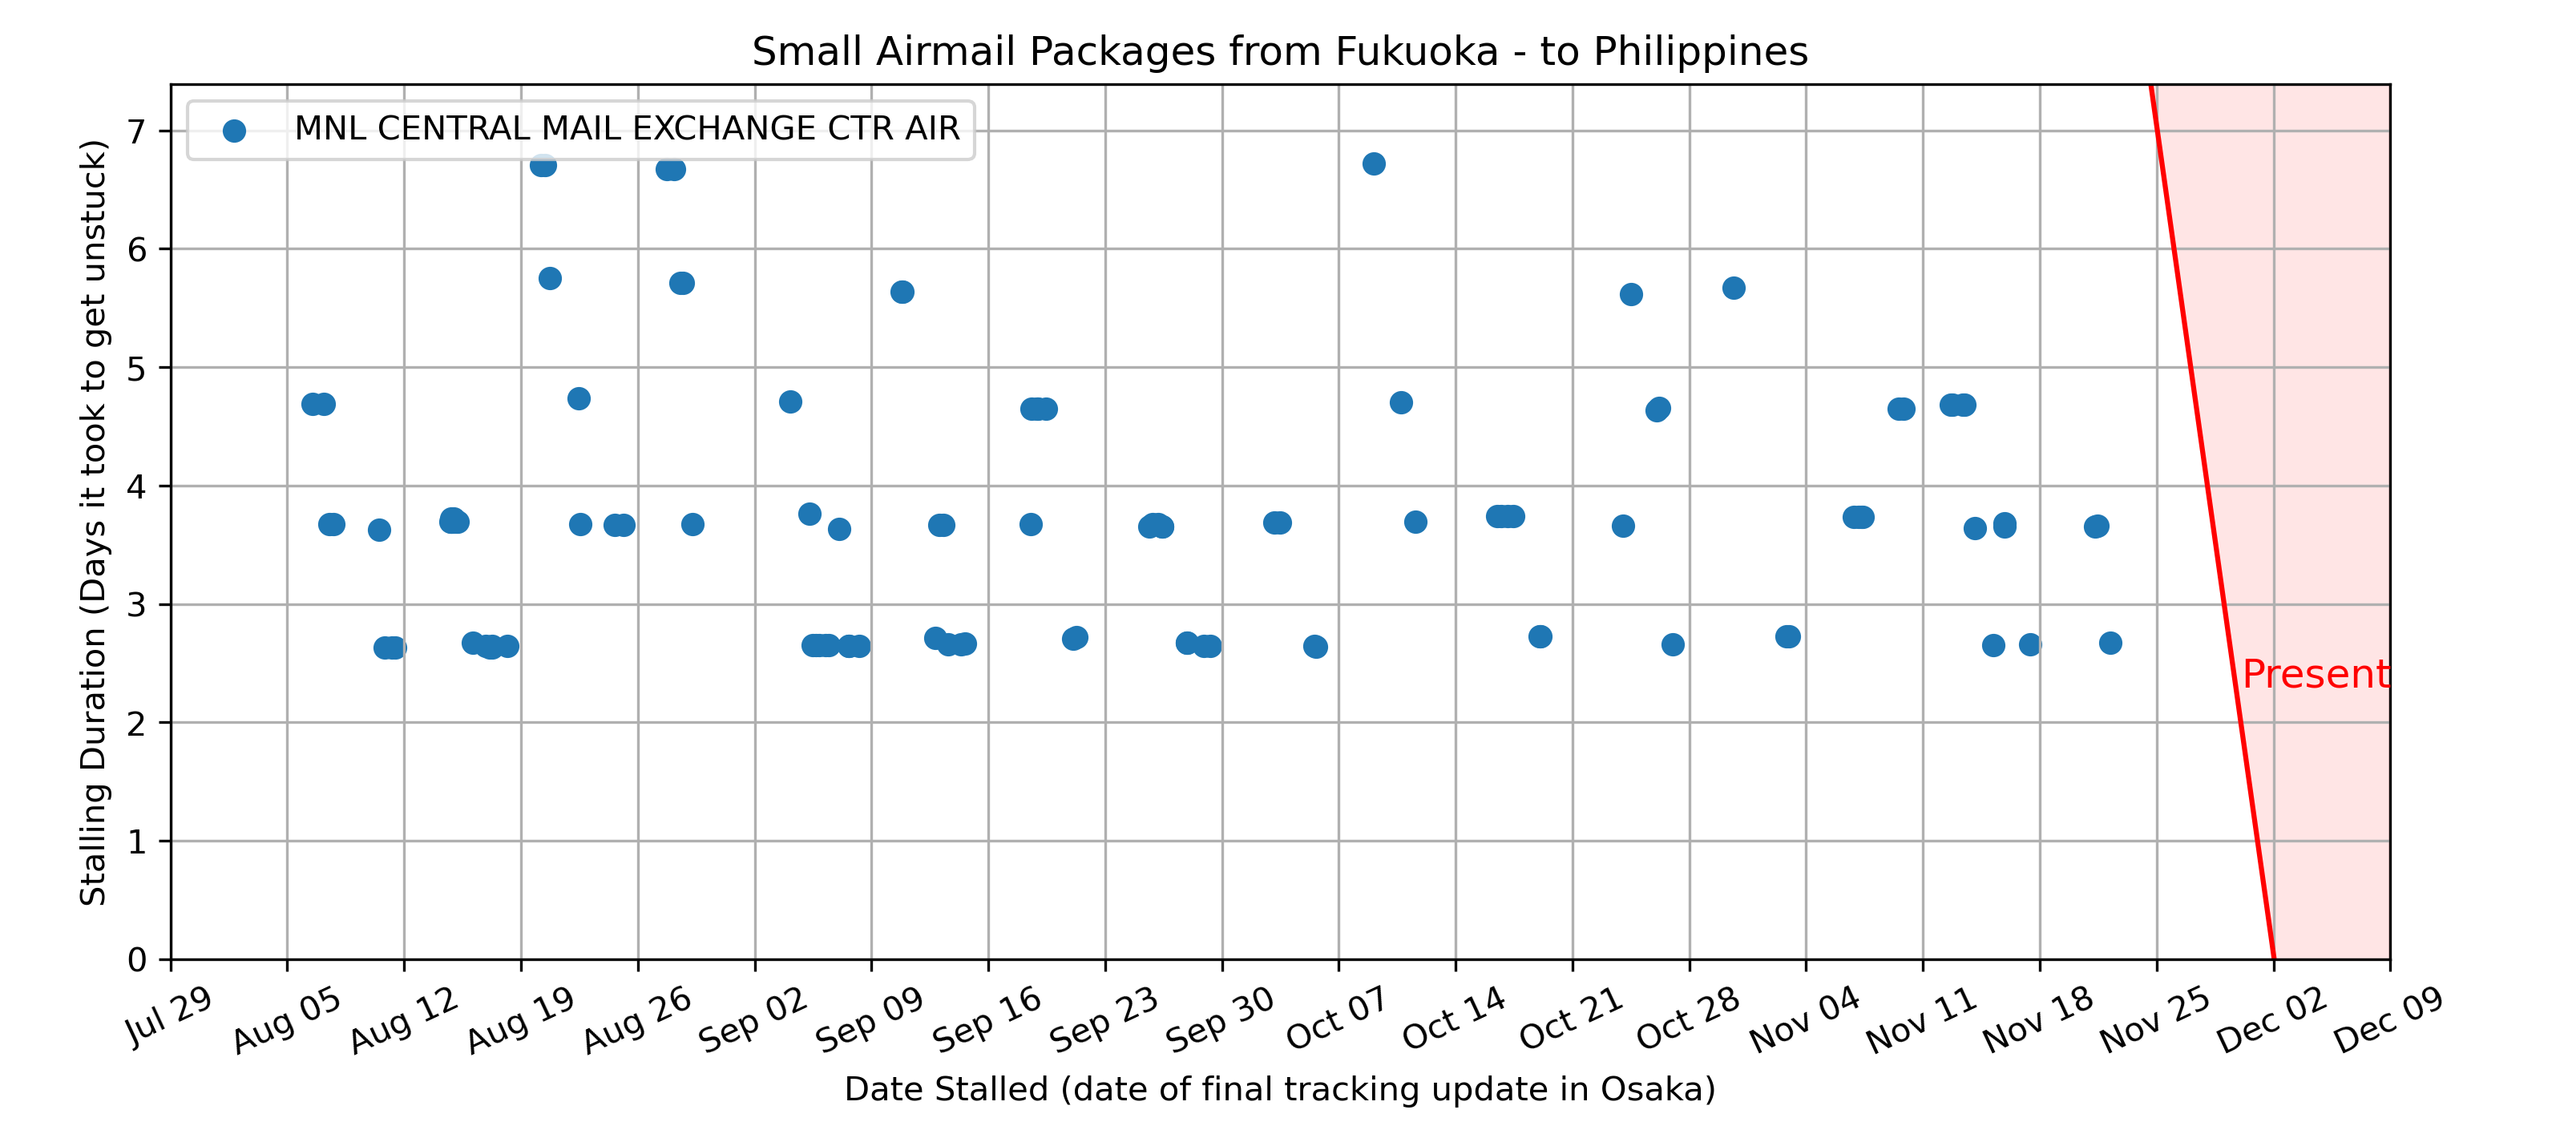 Small Airmail Packages from Fukuoka - to Philippines
MNL CENTRAL MAIL EXCHANGE CTR AIR
Stalling Duration (Days it took to get unstuck)
7
6
5
4
3
2
1
0
Present
Jul 29
Aug 05
Aug 12
Aug 19
Aug 26
Sep 02
Sep 09
Sep 16
Sep 23
Sep 30
Oct 07
Oct 14
Oct 21
Oct 28
Nov 04
Nov 11
Nov 18
Nov 25
Dec 02
Dec 09
Date Stalled (date of final tracking update in Osaka)